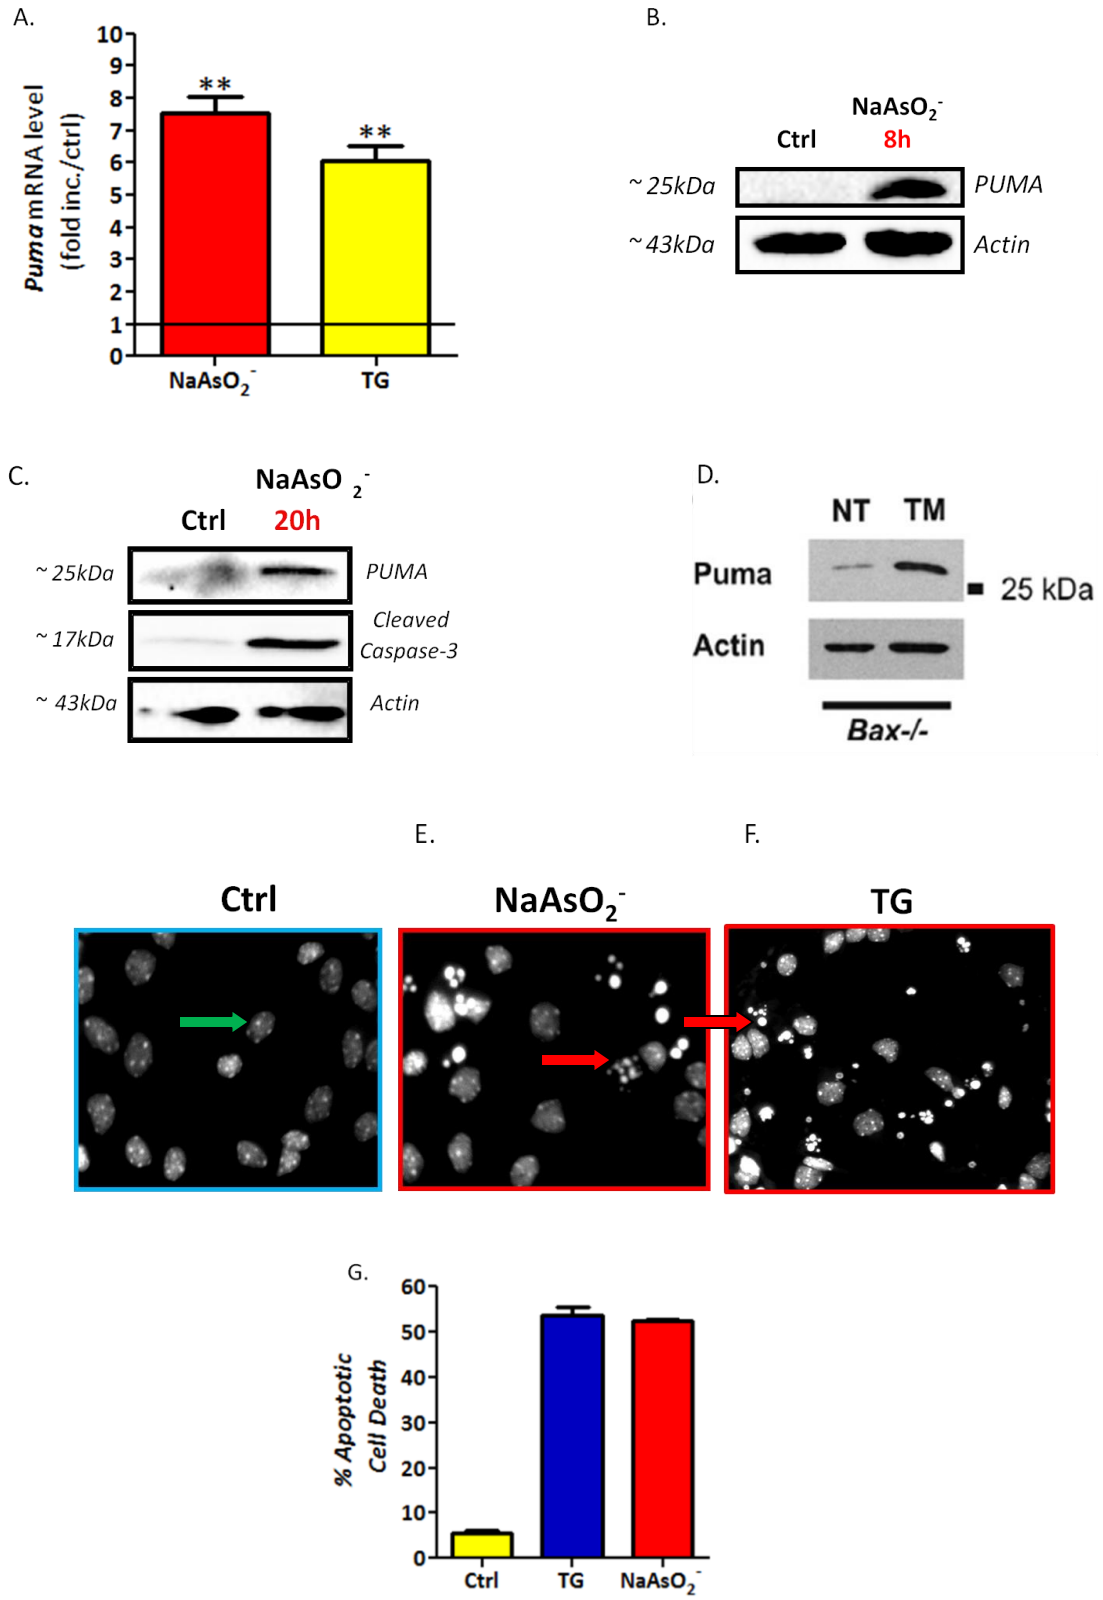 A.
10
9
8
7
6
5
4
3
2
1
0
Puma mRNA level
(fold inc./ctrl)
**
**
NaAsO2-
TG
B.
NaAsO2-
Ctrl 8h
~ 25kDa PUMA
~ 43kDa Actin
C.
NaAsO 2-
Ctrl 20h
~ 25kDa PUMA
~ 17kDa Cleaved
Caspase-3
~ 43kDa Actin
D.
NT TM
Puma 25 kDa
Actin
Bax-/-
E. F.
Ctrl NaAsO2- TG
G.
60
50
40
30
20
10
0
% Apoptotic
Cell Death
Ctrl TG NaAsO2-